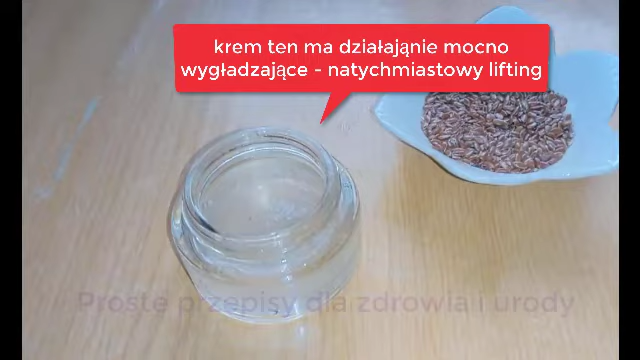 krem ten ma działająnie mocno
wygładzające - natychmiastowy lifting
Proste przepisy dla zdrowia i urody